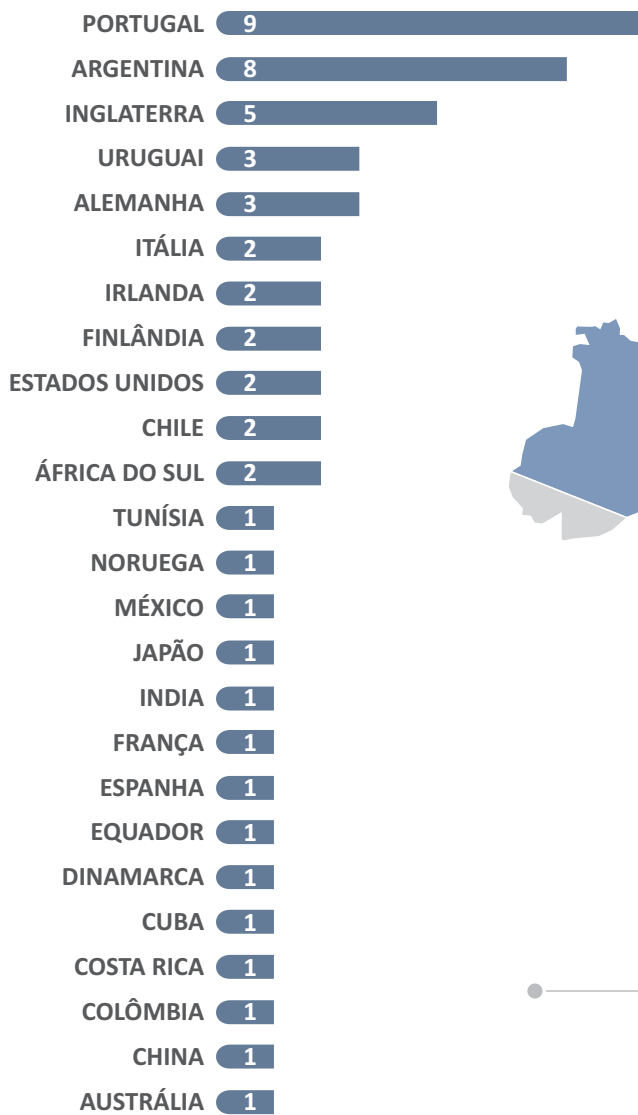 PORTUGAL 9
ARGENTINA 8
INGLATERRA 5
URUGUAI 3
ALEMANHA 3
ITÁLIA 2
IRLANDA 2
FINLÂNDIA 2
ESTADOS UNIDOS 2
CHILE 2
ÁFRICA DO SUL 2
TUNÍSIA 1
NORUEGA 1
MÉXICO 1
JAPÃO 1
INDIA 1
FRANÇA 1
ESPANHA 1
EQUADOR 1
DINAMARCA 1
CUBA 1
COSTA RICA 1
COLÔMBIA 1
CHINA 1
AUSTRÁLIA 1